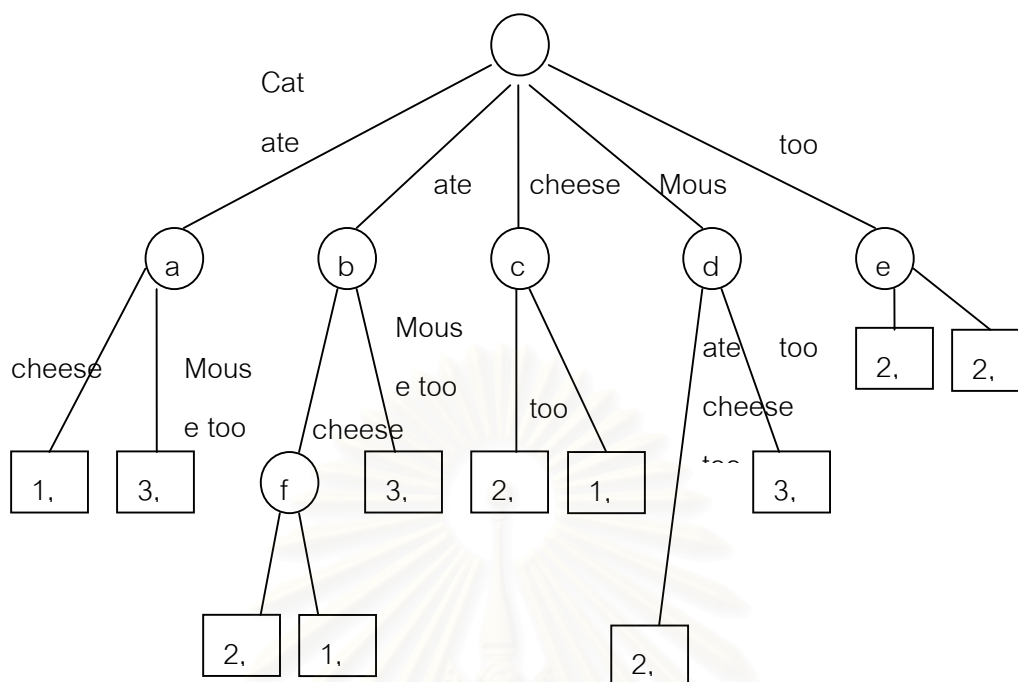 Cat
ate
too
ate
cheese
Mous
a
b
c
d
e
Mous
e too
ate
too
cheese
2,
2,
cheese
Mous
e too
cheese
too
f
1,
3,
3,
2,
1,
3,
2,
1,
2,